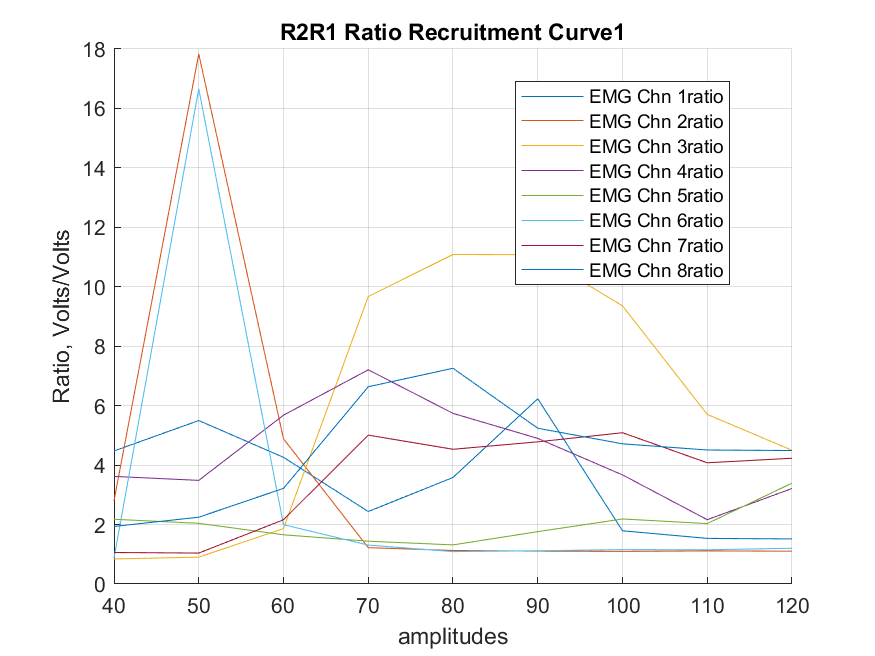 R2R1 Ratio Recruitment Curve1
18
16
14
12
10
8
6
4
2
0
Ratio, Volts/Volts
EMG Chn 1ratio
EMG Chn 2ratio
EMG Chn 3ratio
EMG Chn 4ratio
EMG Chn 5ratio
EMG Chn 6ratio
EMG Chn 7ratio
EMG Chn 8ratio
40 50 60 70 80 90 100 110 120
amplitudes